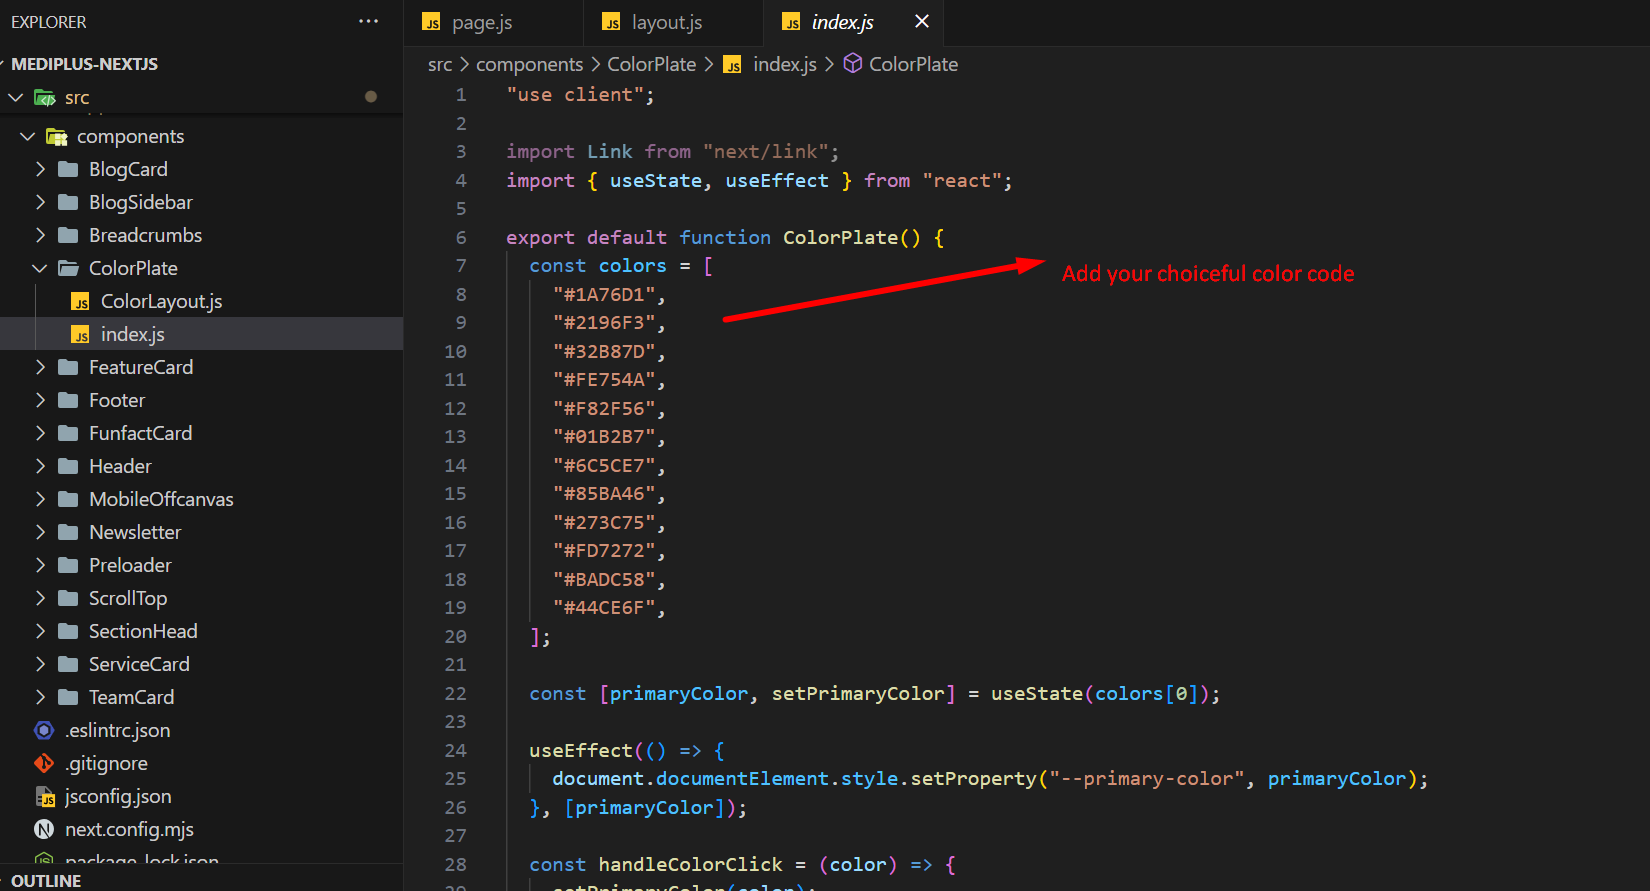 EXPLORER
MEDIPLUS-NEXTJS
src
components
BlogCard
BlogSidebar
Breadcrumbs
ColorPlate
ColorLayout.js
index.js
FeatureCard
Footer
FunfactCard
Header
MobileOffcanvas
Newsletter
Preloader
ScrollTop
SectionHead
ServiceCard
TeamCard
.eslintrc.json
.gitignore
jsconfig.json
next.config.mjs
package-lock.json
OUTLINE
page.js layout.js index.js
src > components > ColorPlate > index.js > ColorPlate
1 "use client";
2
3 import Link from "next/link";
4 import { useState, useEffect } from "react";
5
6 export default function ColorPlate() {
7 const colors = [
Add your choiceful color code
8 "#1A76D1",
9 "#2196F3",
10 "#32B87D",
11 "#FE754A",
12 "#F82F56",
13 "#01B2B7",
14 "#6C5CE7",
15 "#85BA46",
16 "#273C75",
17 "#FD7272",
18 "#BADC58",
19 "#44CE6F",
20 ];
21
22 const [primaryColor, setPrimaryColor] = useState(colors[0]);
23
24 useEffect(() => {
25 document.documentElement.style.setProperty("--primary-color", primaryColor);
26 }, [primaryColor]);
27
28 const handleColorClick = (color) => {
29 setPrimaryColor(color);